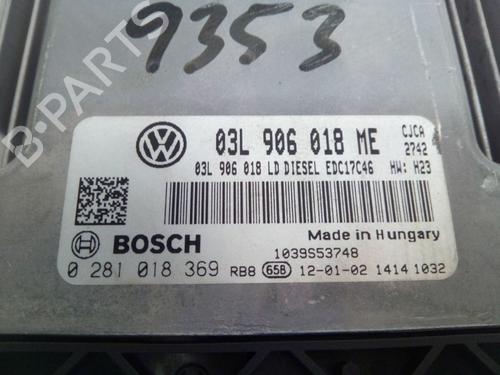 9353
03L 906 018 ME
CJCA
2742
03L 906 018 LD DIESEL EDC17C46 HW: H23
BOSCH
Made in Hungary
1039S53748
0 281 018 369 RB8 658 12-01-02 1414 1032
B-PARTS